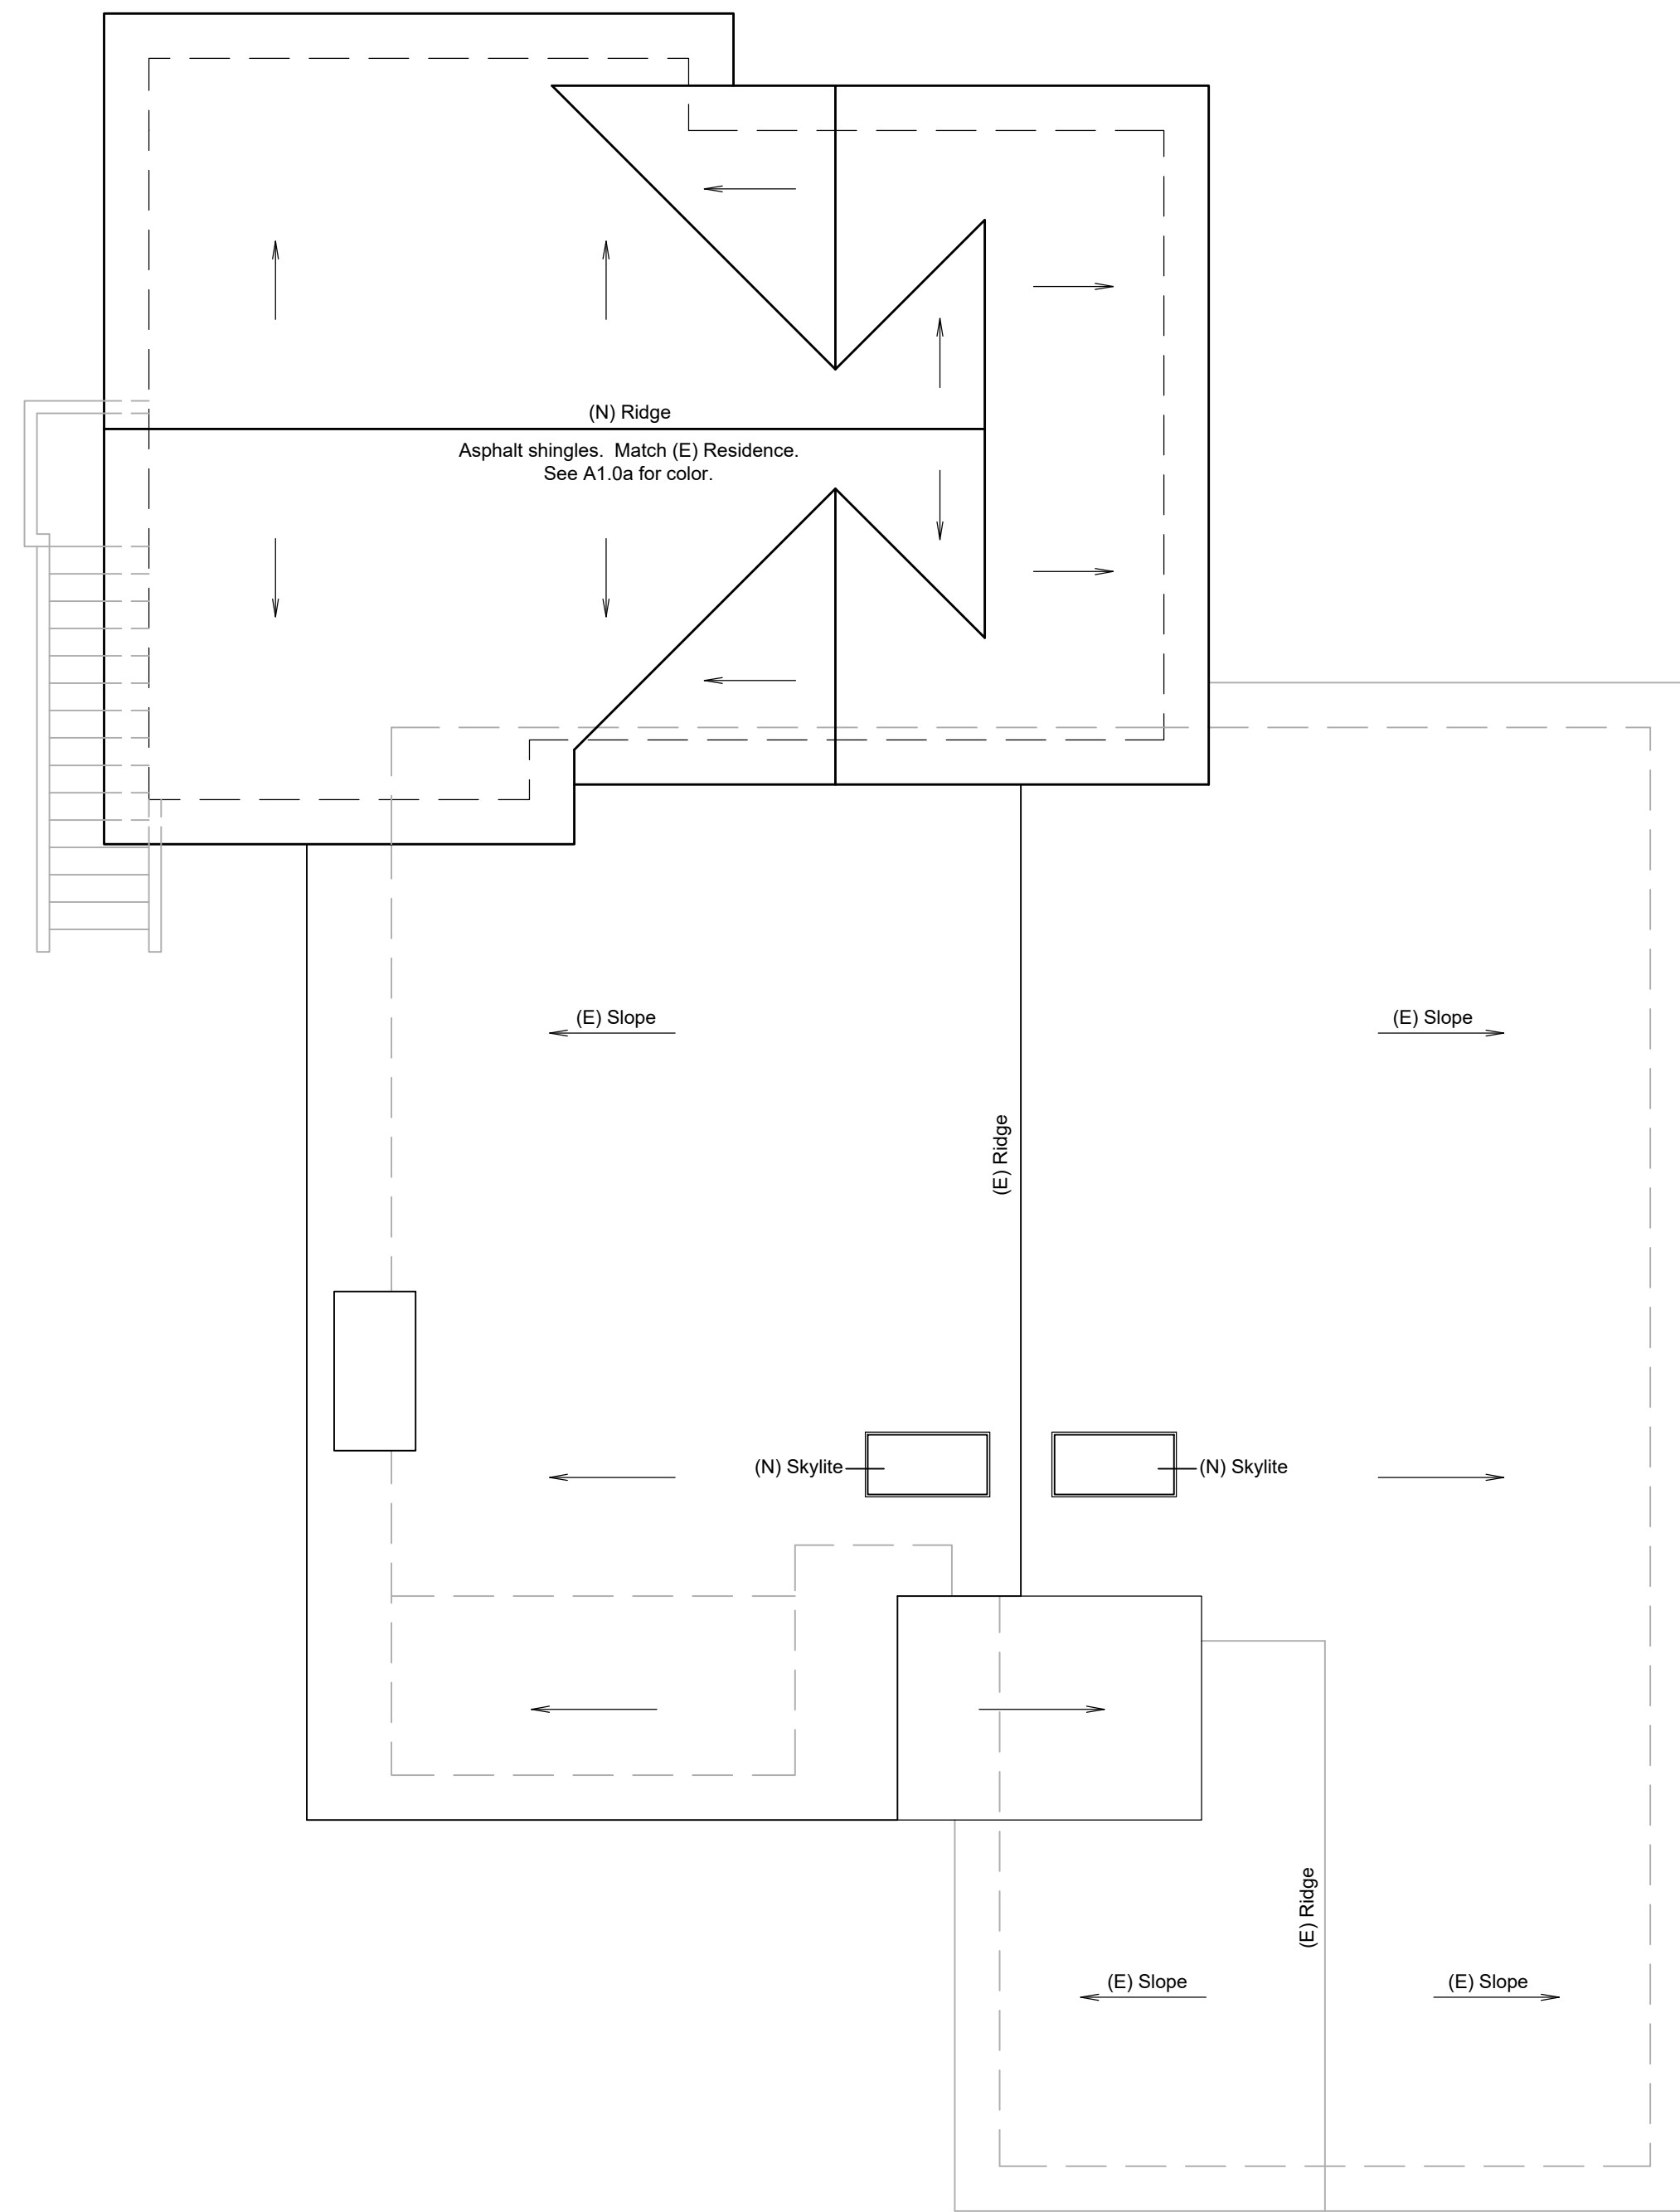 (N) Ridge
Asphalt shingles.  Match (E) Residence.
See A1.0a for color.
(E) Slope
(E) Slope
(E) Ridge
(N) Skylite
(N) Skylite
(E) Ridge
(E) Slope
(E) Slope